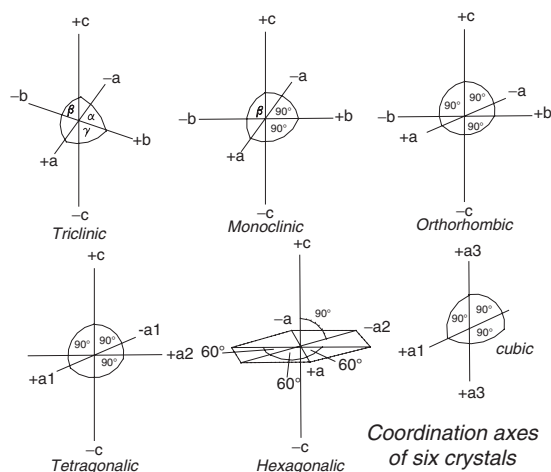 +c
−a
β
α
−b
γ
+b
+a
−c
Triclinic
+c
−a
β
90°
−b
90°
+b
+a
−c
Monoclinic
+c
90°
90°
−a
−b
90°
+b
+a
−c
Orthorhombic
+c
90°
90°
-a1
90°
+a2
+a1
−c
Tetragonalic
+c
90°
−a
−a2
60°
60°
60°
+a
−c
Hexagonalic
+a3
90°
90°
90°
+a1
cubic
+a3
Coordination axes
of six crystals